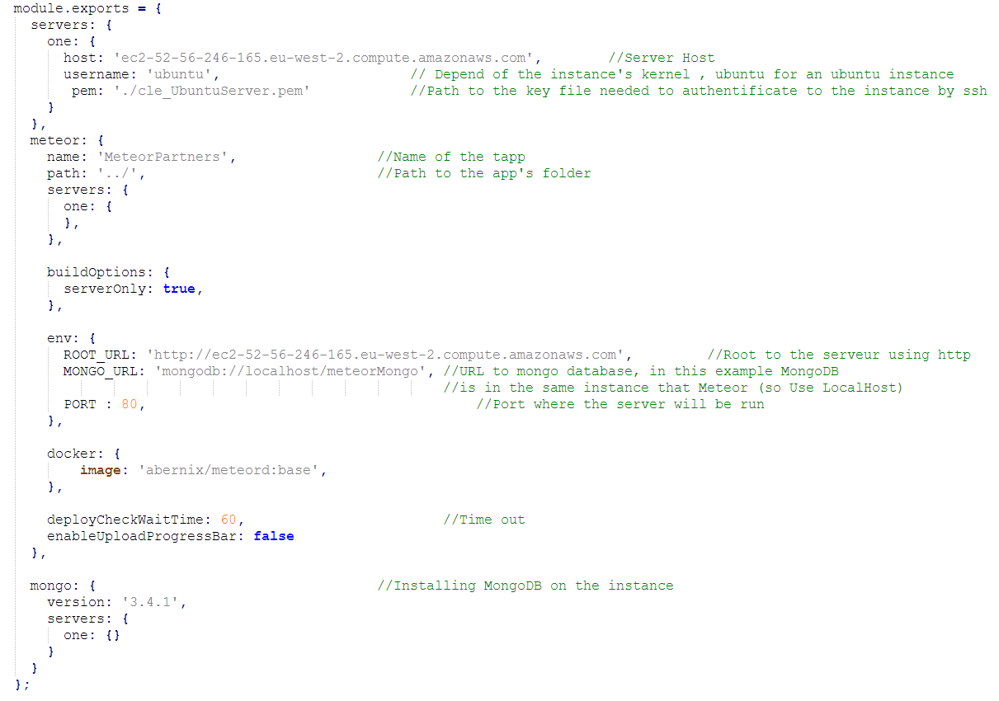 module.exports = {
servers: {
one: {
host: 'ec2-52-56-246-165.eu-west-2.compute.amazonaws.com', //Server Host
username: 'ubuntu', // Depend of the instance's kernel , ubuntu for an ubuntu instance
pem: './cle_UbuntuServer.pem' //Path to the key file needed to authentificate to the instance by ssh
}
},
meteor: {
name: 'MeteorPartners', //Name of the tapp
path: '../', //Path to the app's folder
servers: {
one: {
},
},
buildOptions: {
serverOnly: true,
},
env: {
ROOT_URL: 'http://ec2-52-56-246-165.eu-west-2.compute.amazonaws.com', //Root to the serveur using http
MONGO_URL: 'mongodb://localhost/meteorMongo', //URL to mongo database, in this example MongoDB
//is in the same instance that Meteor (so Use LocalHost)
PORT : 80, //Port where the server will be run
},
docker: {
image: 'abernix/meteord:base',
},
deployCheckWaitTime: 60, //Time out
enableUploadProgressBar: false
},
mongo: { //Installing MongoDB on the instance
version: '3.4.1',
servers: {
one: {}
}
}
};